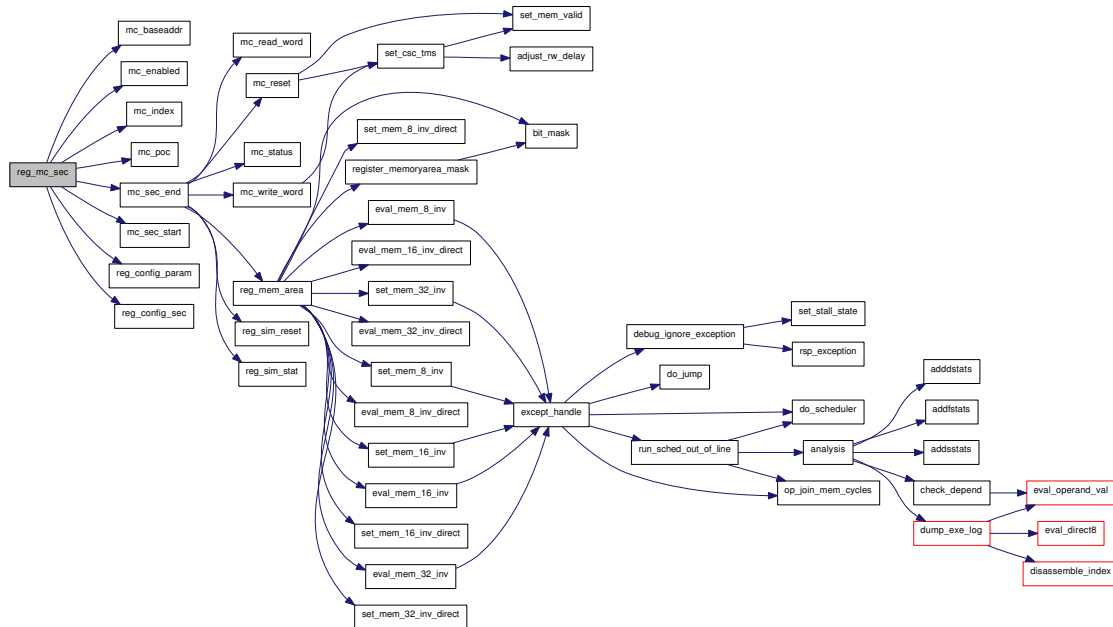 reg_mc_sec
mc_baseaddr
mc_enabled
mc_index
mc_poc
mc_sec_end
mc_sec_start
reg_config_param
reg_config_sec
mc_read_word
mc_reset
mc_status
mc_write_word
reg_mem_area
reg_sim_reset
reg_sim_stat
set_csc_tms
set_mem_8_inv_direct
register_memoryarea_mask
eval_mem_8_inv
eval_mem_16_inv_direct
set_mem_32_inv
eval_mem_32_inv_direct
set_mem_8_inv
eval_mem_8_inv_direct
set_mem_16_inv
eval_mem_16_inv
set_mem_16_inv_direct
eval_mem_32_inv
set_mem_32_inv_direct
set_mem_valid
adjust_rw_delay
bit_mask
except_handle
debug_ignore_exception
do_jump
run_sched_out_of_line
set_stall_state
rsp_exception
do_scheduler
analysis
op_join_mem_cycles
adddstats
addfstats
addsstats
check_depend
dump_exe_log
eval_operand_val
eval_direct8
disassemble_index